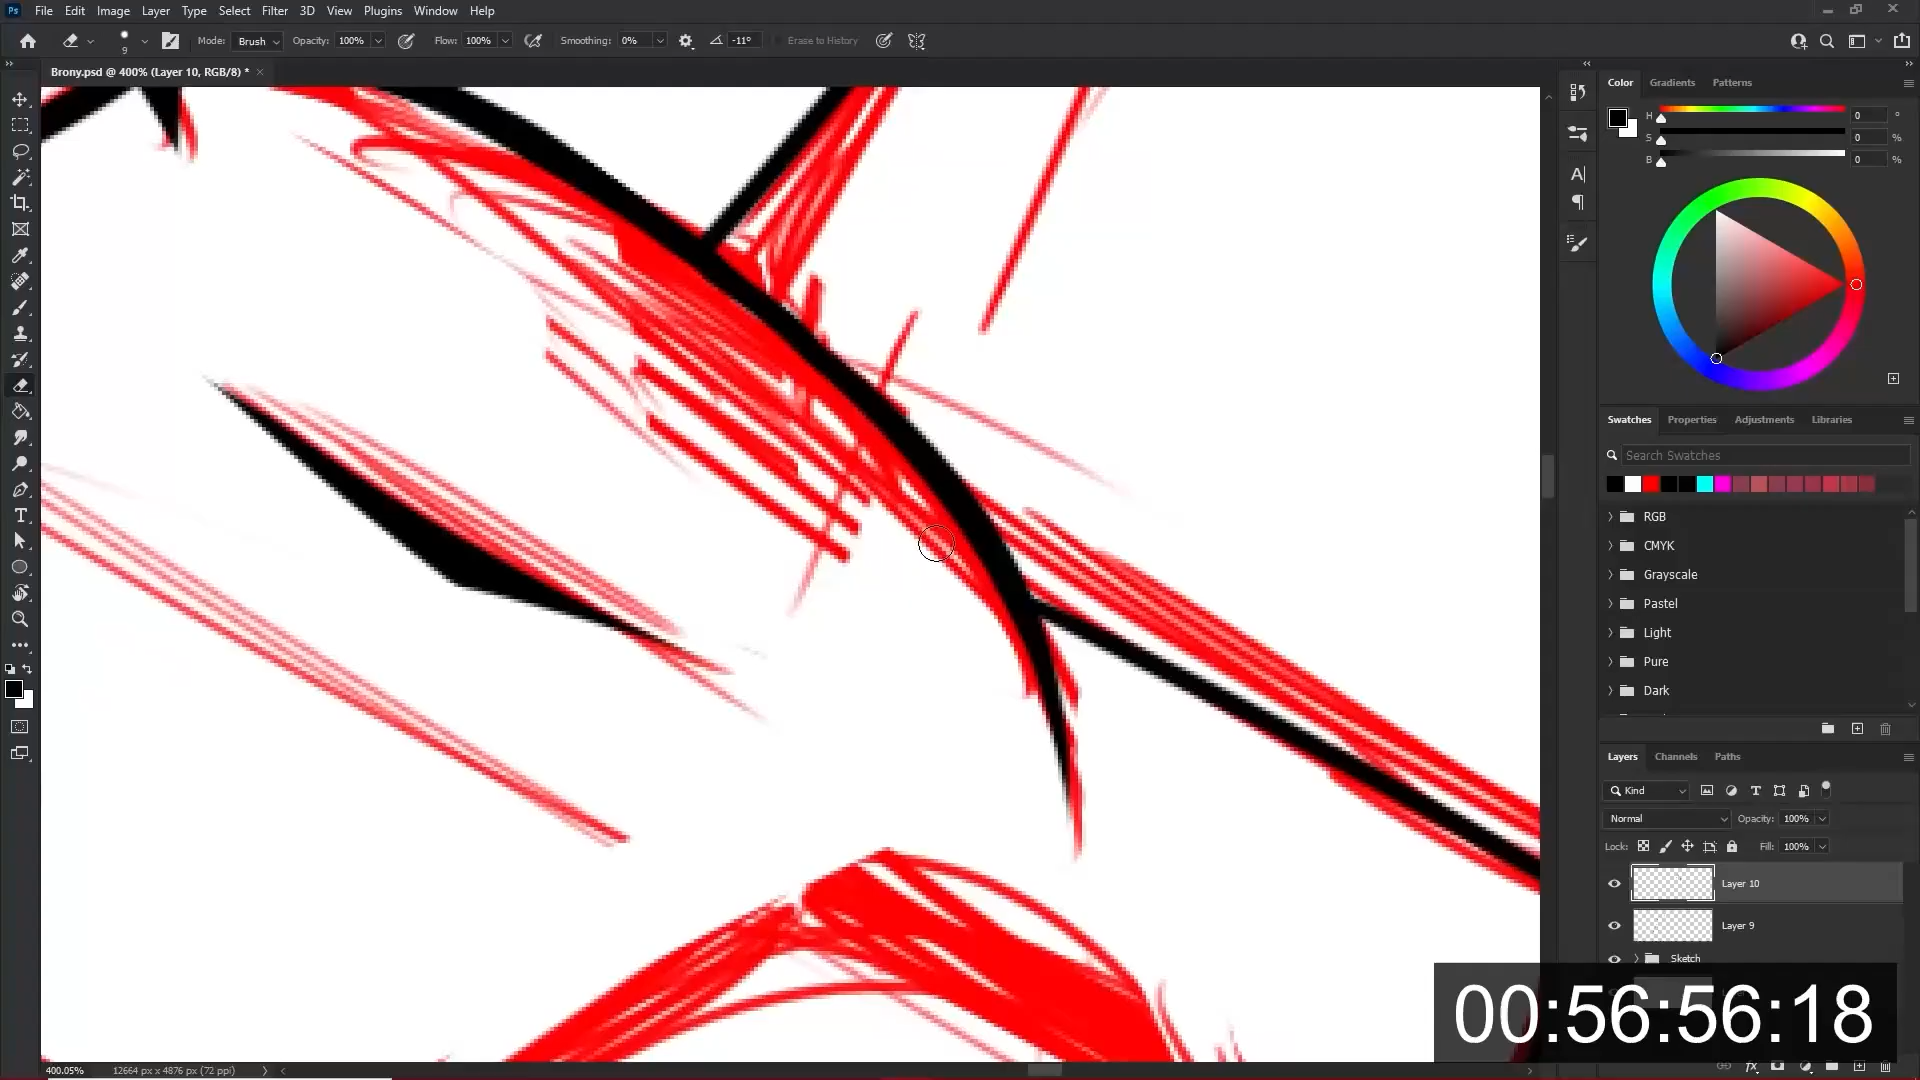 Ps File Edit Image Layer Type Select Filter 3D View Plugins Window Help
9 Mode: Brush Opacity: 100% Flow: 100% Smoothing: 0% -11° Erase to History
Brony.psd @ 400% (Layer 10, RGB/8) * ×
Color Gradients Patterns
H 0 °
S 0 %
B 0 %
Swatches Properties Adjustments Libraries
Search Swatches
RGB
CMYK
Grayscale
Pastel
Light
Pure
Dark
Layers Channels Paths
Kind
Normal Opacity: 100%
Lock: Fill: 100%
Layer 10
Layer 9
Sketch
00:56:56:18
400.05% 12664 px x 4876 px (72 ppi)